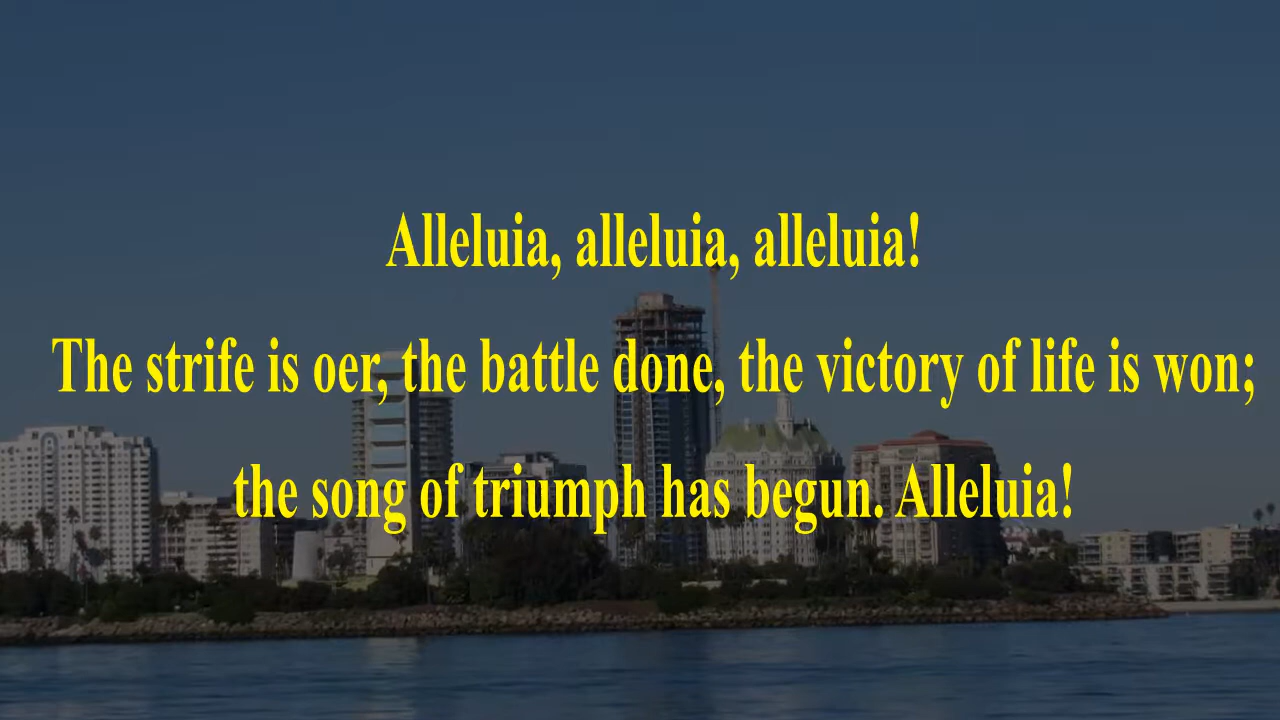 Alleluia, alleluia, alleluia!
The strife is oer, the battle done, the victory of life is won;
the song of triumph has begun. Alleluia!